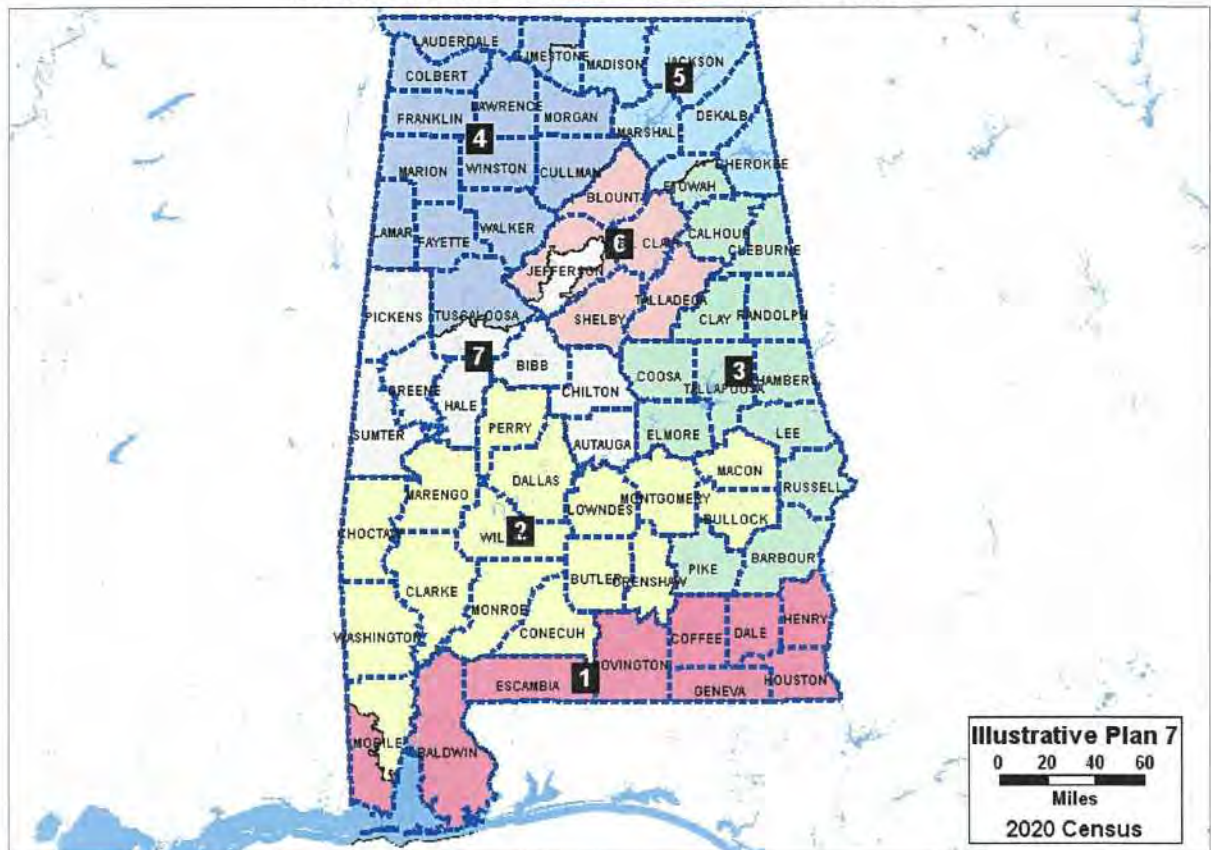 LAUDERDALE
LIMESTONE
MADISON
JACKSON
5
COLBERT
LAWRENCE
FRANKLIN
MORGAN
DEKALB
MARSHAL
4
CHEROKEE
MARION
WINSTON
CULLMAN
ETOWAH
BLOUNT
LAMAR
FAYETTE
WALKER
CALHOUN
CLEBURNE
6
JEFFERSON
TALLADEGA
PICKENS
TUSCALOOSA
SHELBY
CLAY
RANDOLPH
7
BIBB
3
GREENE
HALE
CHILTON
COOSA
TALLAPOOSA
CHAMBERS
SUMTER
PERRY
AUTAUGA
ELMORE
LEE
MACON
MARENGO
DALLAS
LOWNDES
MONTGOMERY
BULLOCK
RUSSELL
CHOCTAW
WIL
2
BARBOUR
PIKE
CLARKE
BUTLER
CRENSHAW
MONROE
WASHINGTON
CONECUH
COFFEE
DALE
HENRY
1
ESCAMBIA
COVINGTON
GENEVA
HOUSTON
MOBILE
BALDWIN
Illustrative Plan 7
0 20 40 60
Miles
2020 Census